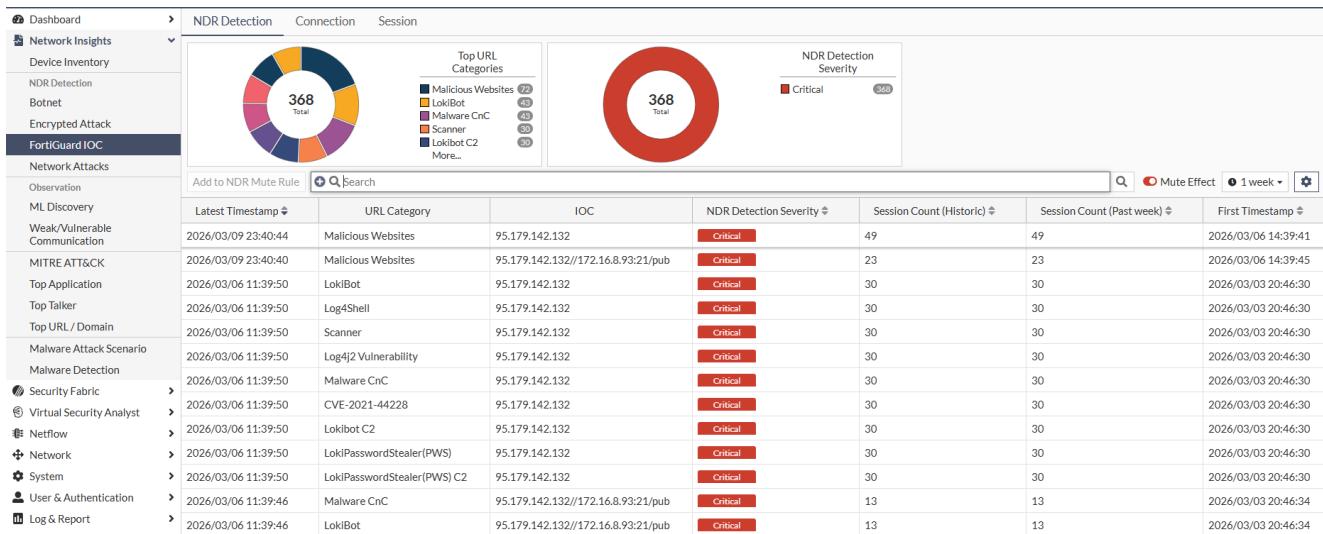 Dashboard
Network Insights
Device Inventory
NDR Detection
Botnet
Encrypted Attack
FortiGuard IOC
Network Attacks
Observation
ML Discovery
Weak/Vulnerable
Communication
MITRE ATT&CK
Top Application
Top Talker
Top URL / Domain
Malware Attack Scenario
Malware Detection
Security Fabric
Virtual Security Analyst
Netflow
Network
System
User & Authentication
Log & Report
NDR Detection Connection Session
368
Total
Top URL
Categories
Malicious Websites 72
LokiBot 43
Malware CnC 43
Scanner 30
Lokibot C2 30
More...
368
Total
NDR Detection
Severity
Critical 368
Add to NDR Mute Rule Search Mute Effect 1 week
Latest Timestamp URL Category IOC NDR Detection Severity Session Count (Historic) Session Count (Past week) First Timestamp
2026/03/09 23:40:44 Malicious Websites 95.179.142.132 Critical 49 49 2026/03/06 14:39:41
2026/03/09 23:40:40 Malicious Websites 95.179.142.132//172.16.8.93:21/pub Critical 23 23 2026/03/06 14:39:45
2026/03/06 11:39:50 LokiBot 95.179.142.132 Critical 30 30 2026/03/03 20:46:30
2026/03/06 11:39:50 Log4Shell 95.179.142.132 Critical 30 30 2026/03/03 20:46:30
2026/03/06 11:39:50 Scanner 95.179.142.132 Critical 30 30 2026/03/03 20:46:30
2026/03/06 11:39:50 Log4j2 Vulnerability 95.179.142.132 Critical 30 30 2026/03/03 20:46:30
2026/03/06 11:39:50 Malware CnC 95.179.142.132 Critical 30 30 2026/03/03 20:46:30
2026/03/06 11:39:50 CVE-2021-44228 95.179.142.132 Critical 30 30 2026/03/03 20:46:30
2026/03/06 11:39:50 Lokibot C2 95.179.142.132 Critical 30 30 2026/03/03 20:46:30
2026/03/06 11:39:50 LokiPasswordStealer(PWS) 95.179.142.132 Critical 30 30 2026/03/03 20:46:30
2026/03/06 11:39:50 LokiPasswordStealer(PWS) C2 95.179.142.132 Critical 30 30 2026/03/03 20:46:30
2026/03/06 11:39:46 Malware CnC 95.179.142.132//172.16.8.93:21/pub Critical 13 13 2026/03/03 20:46:34
2026/03/06 11:39:46 LokiBot 95.179.142.132//172.16.8.93:21/pub Critical 13 13 2026/03/03 20:46:34